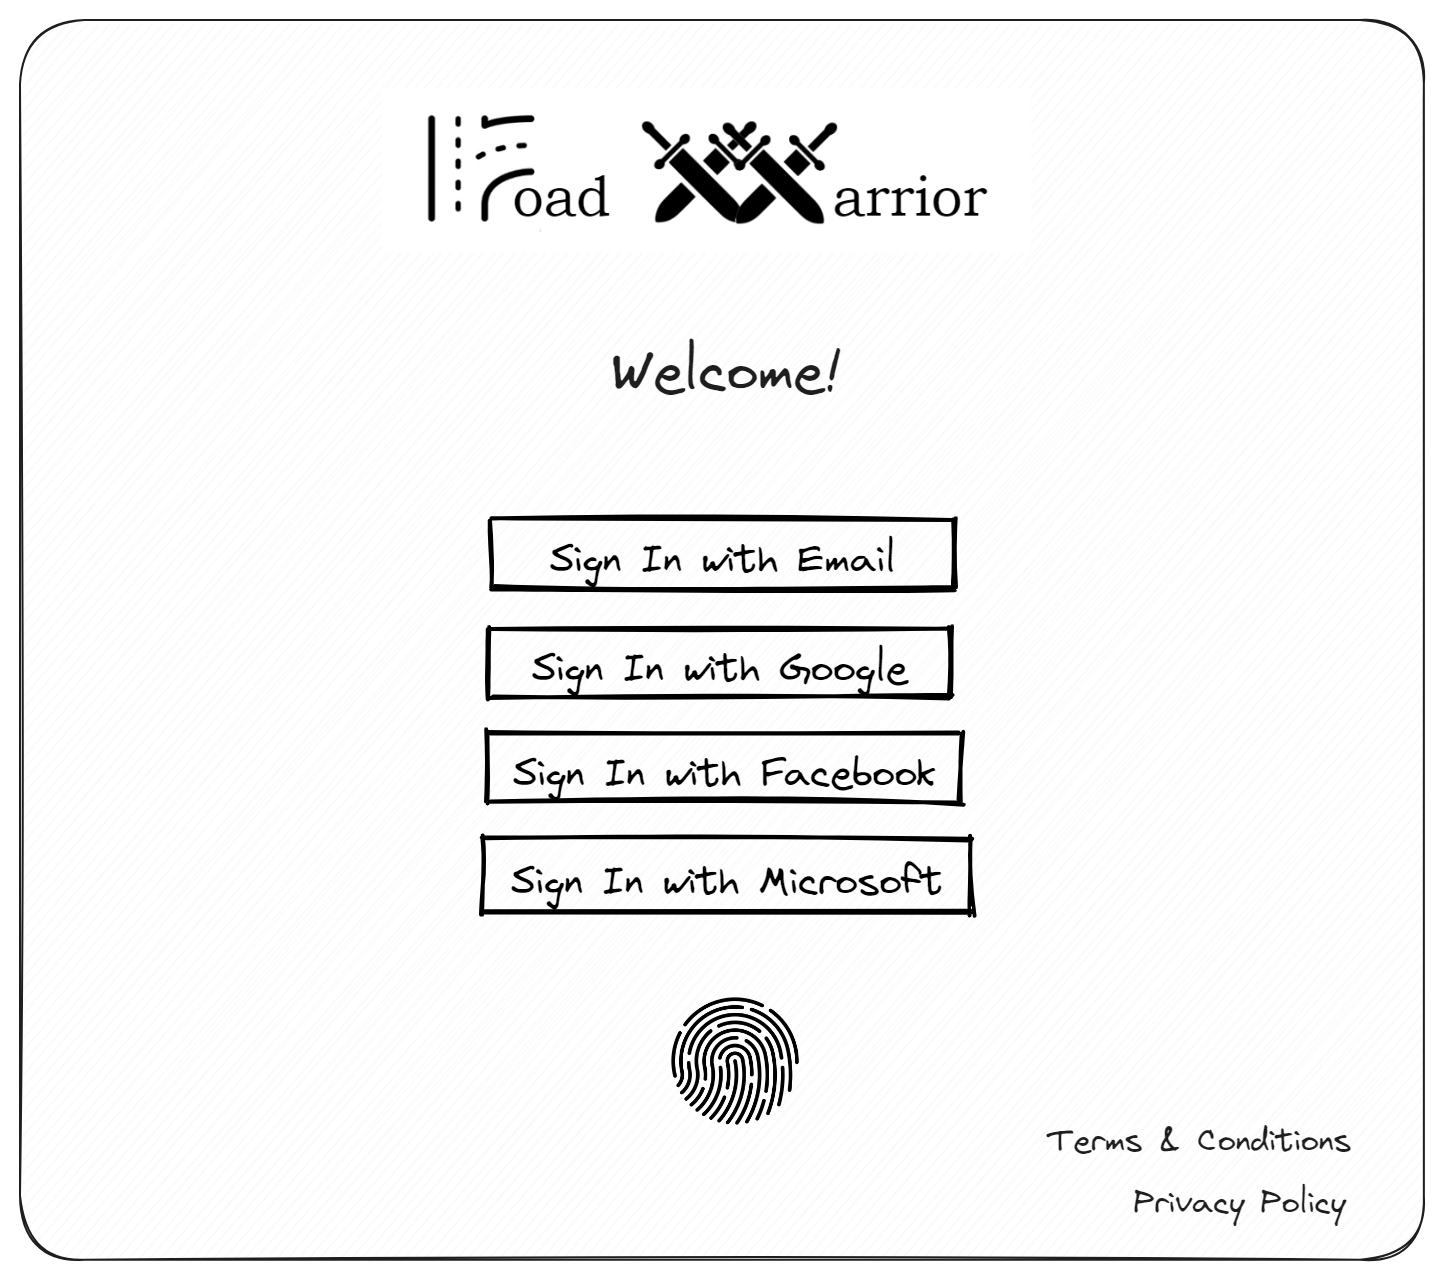 Road Warrior
Welcome!
Sign In with Email
Sign In with Google
Sign In with Facebook
Sign In with Microsoft
Terms & Conditions
Privacy Policy